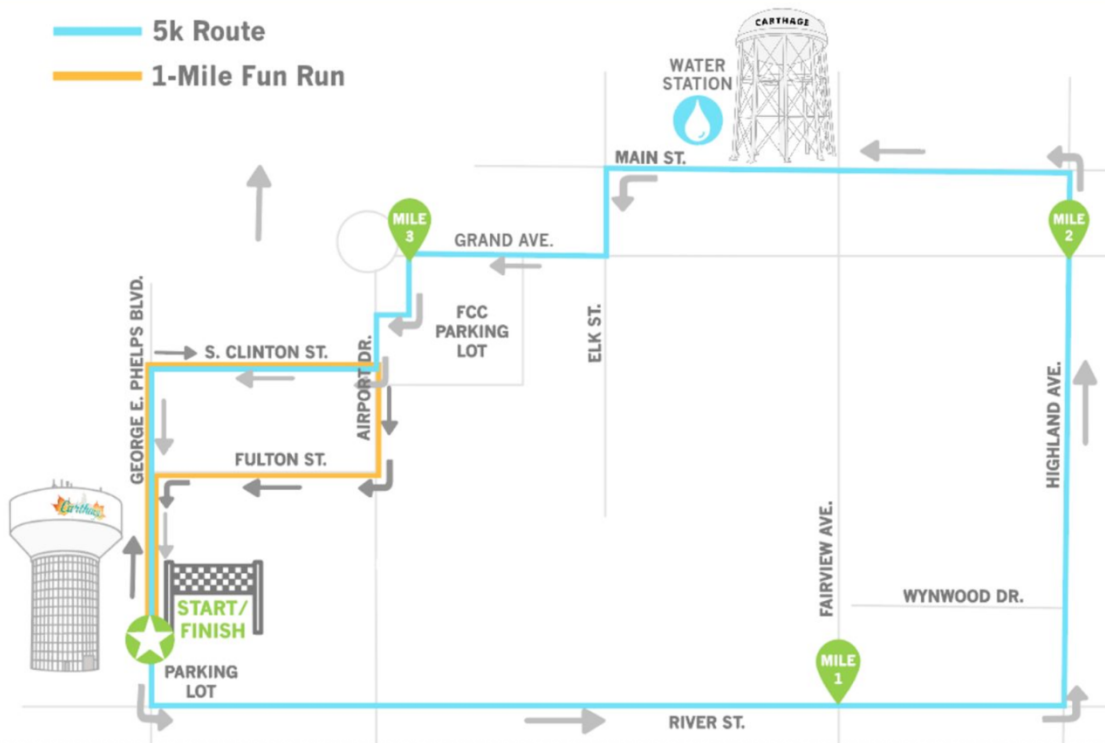 5k Route
1-Mile Fun Run
CARTHAGE
WATER
STATION
MAIN ST.
MILE
3
GRAND AVE.
MILE
2
FCC
PARKING
LOT
S. CLINTON ST.
GEORGE E. PHELPS BLVD.
AIRPORT DR.
ELK ST.
HIGHLAND AVE.
FULTON ST.
Carthage
FAIRVIEW AVE.
WYNWOOD DR.
START/
FINISH
PARKING
LOT
MILE
1
RIVER ST.